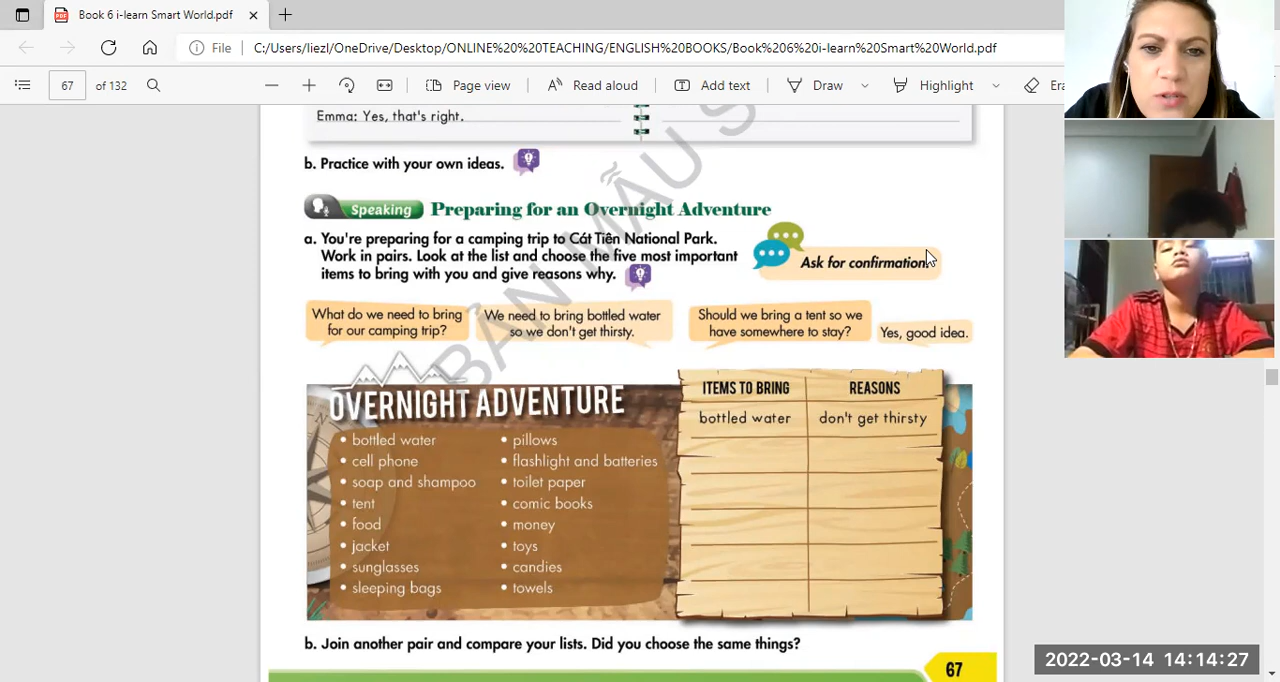 Book 6 i-learn Smart World.pdf
File
C:/Users/liezl/OneDrive/Desktop/ONLINE%20%20TEACHING/ENGLISH%20BOOKS/Book%206%20i-learn%20Smart%20World.pdf
67 of 132
Page view
Read aloud
Add text
Draw
Highlight
Emma: Yes, that's right.
b. Practice with your own ideas.
BẢN MẪU S
Speaking Preparing for an Overnight Adventure
a. You're preparing for a camping trip to Cát Tiên National Park.
Work in pairs. Look at the list and choose the five most important
items to bring with you and give reasons why.
Ask for confirmation.
What do we need to bring
for our camping trip?
We need to bring bottled water
so we don't get thirsty.
Should we bring a tent so we
have somewhere to stay?
Yes, good idea.
OVERNIGHT ADVENTURE
• bottled water
• cell phone
• soap and shampoo
• tent
• food
• jacket
• sunglasses
• sleeping bags
• pillows
• flashlight and batteries
• toilet paper
• comic books
• money
• toys
• candies
• towels
ITEMS TO BRING REASONS
bottled water don't get thirsty
b. Join another pair and compare your lists. Did you choose the same things?
67
2022-03-14 14:14:27